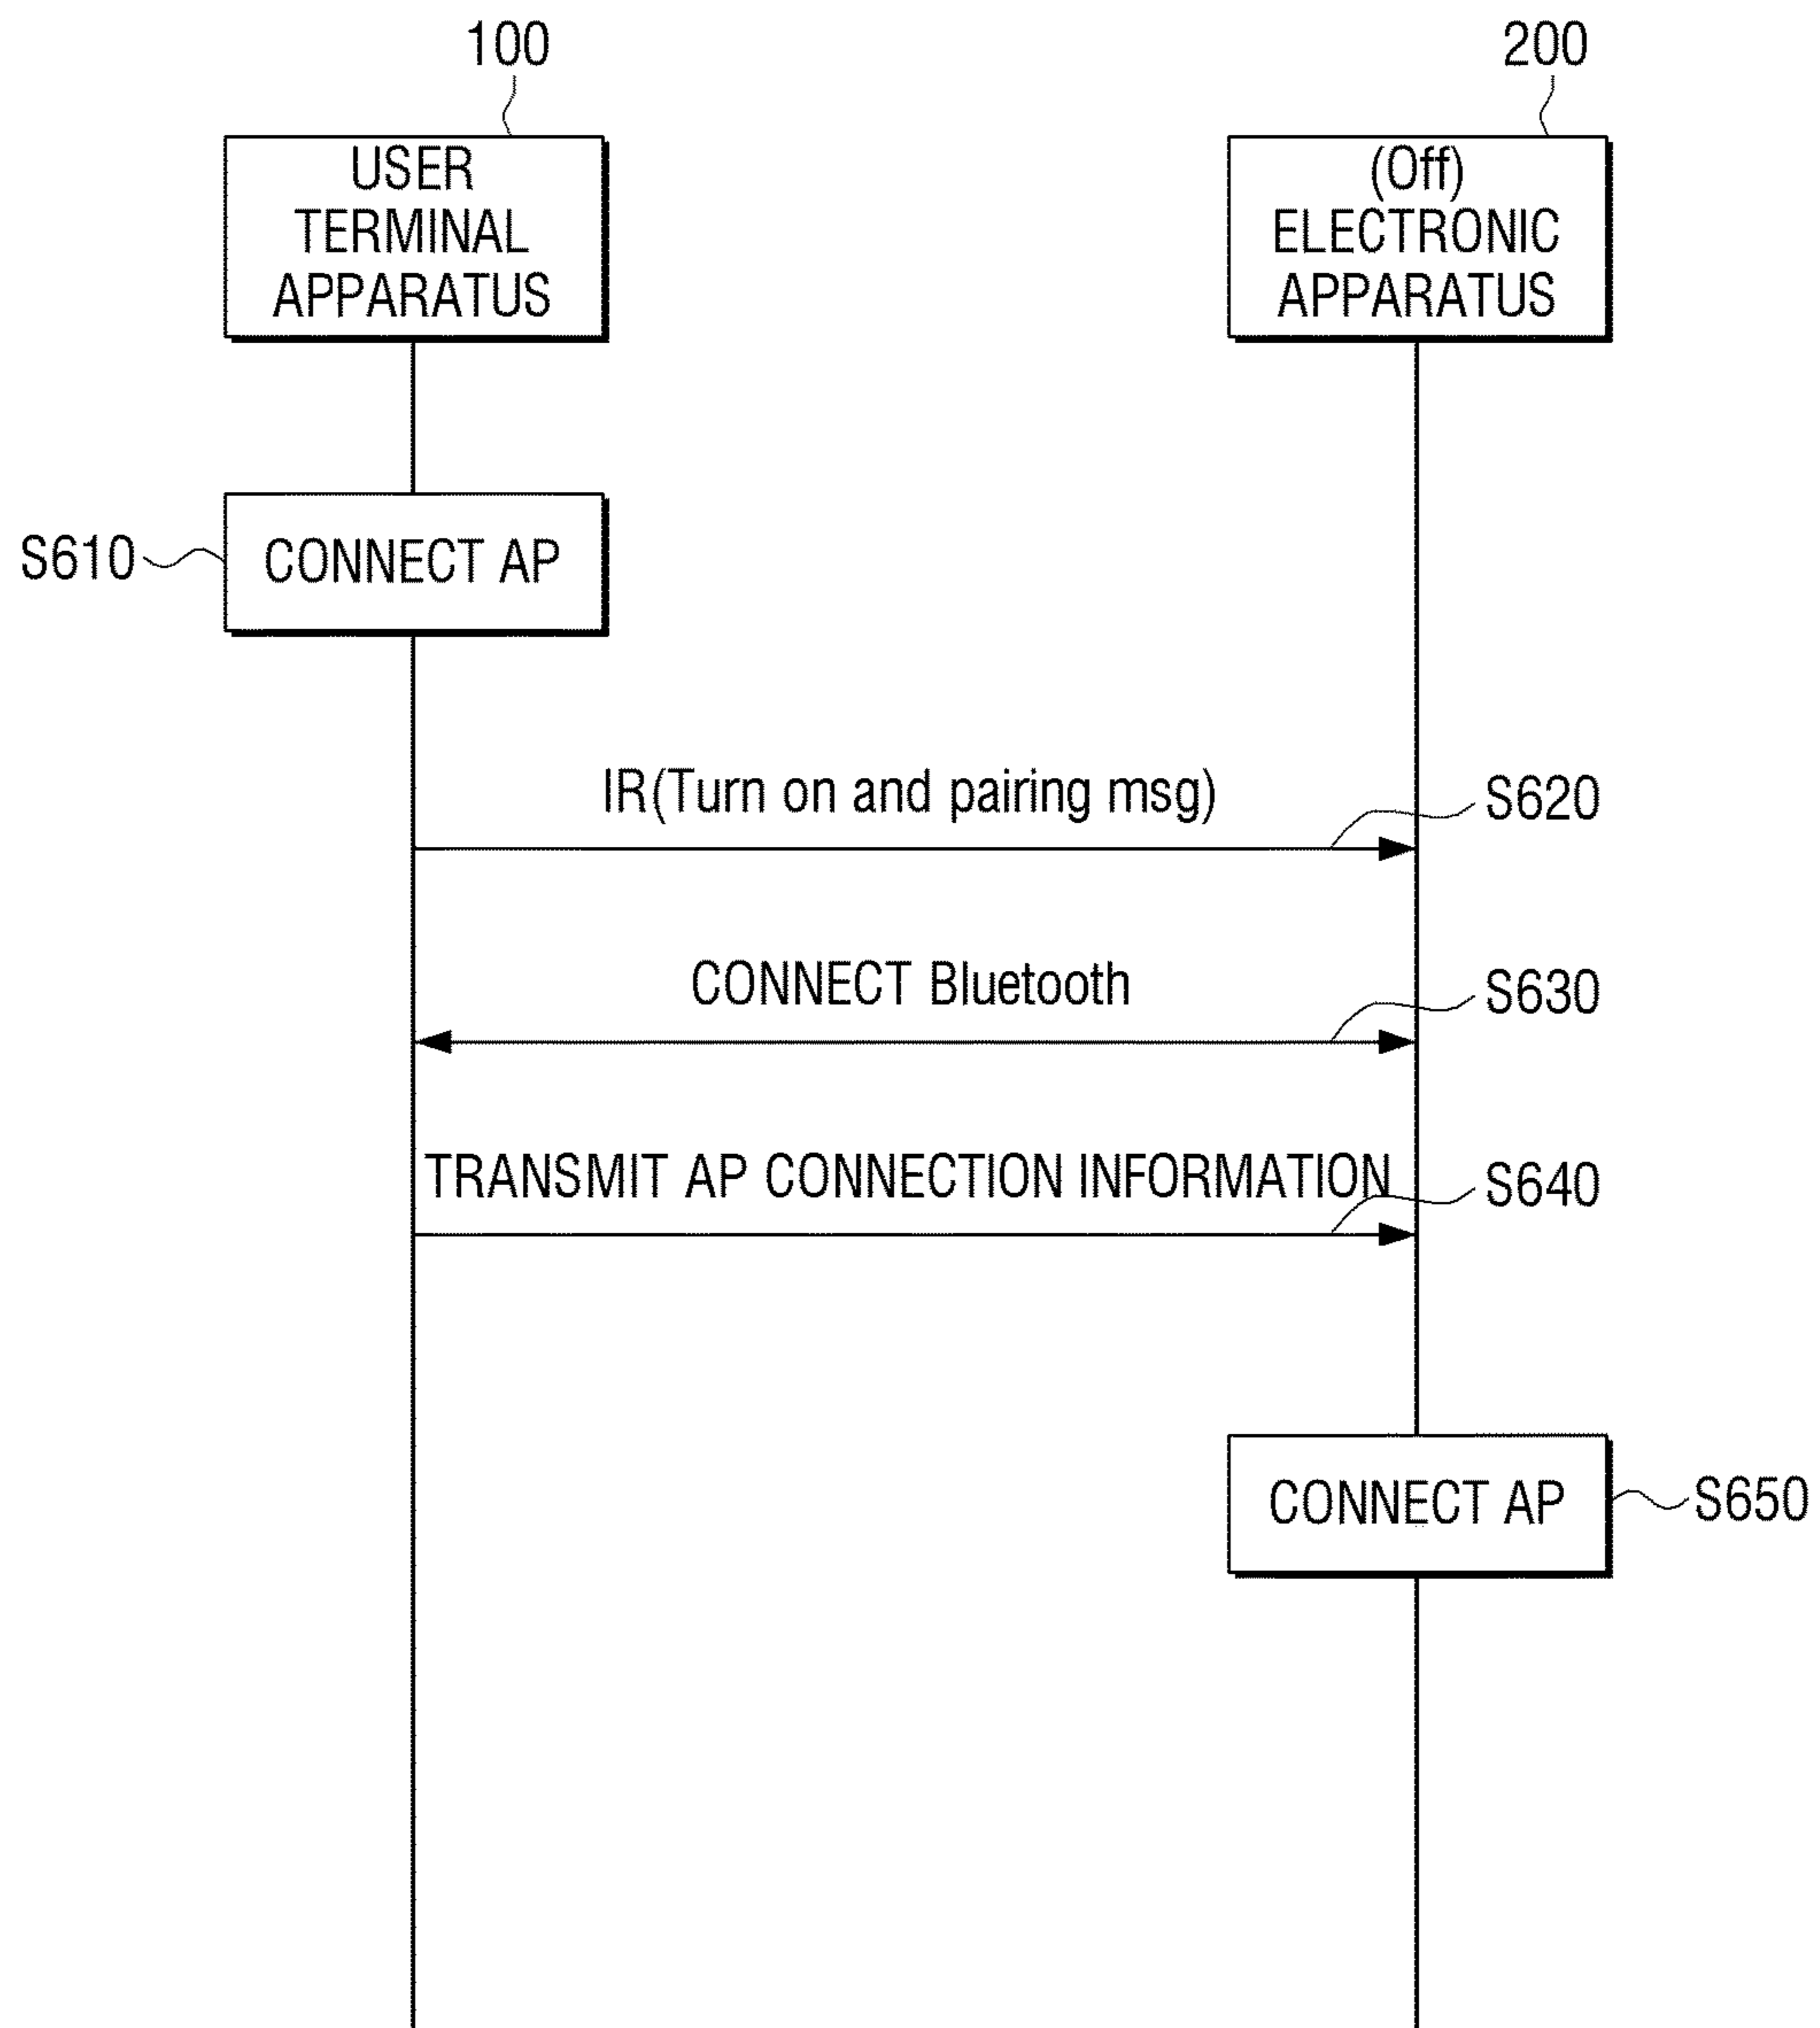 100
200
USER
TERMINAL
APPARATUS
(Off)
ELECTRONIC
APPARATUS
S610
CONNECT AP
IR(Turn on and pairing msg)
S620
CONNECT Bluetooth
S630
TRANSMIT AP CONNECTION INFORMATION
S640
CONNECT AP
S650